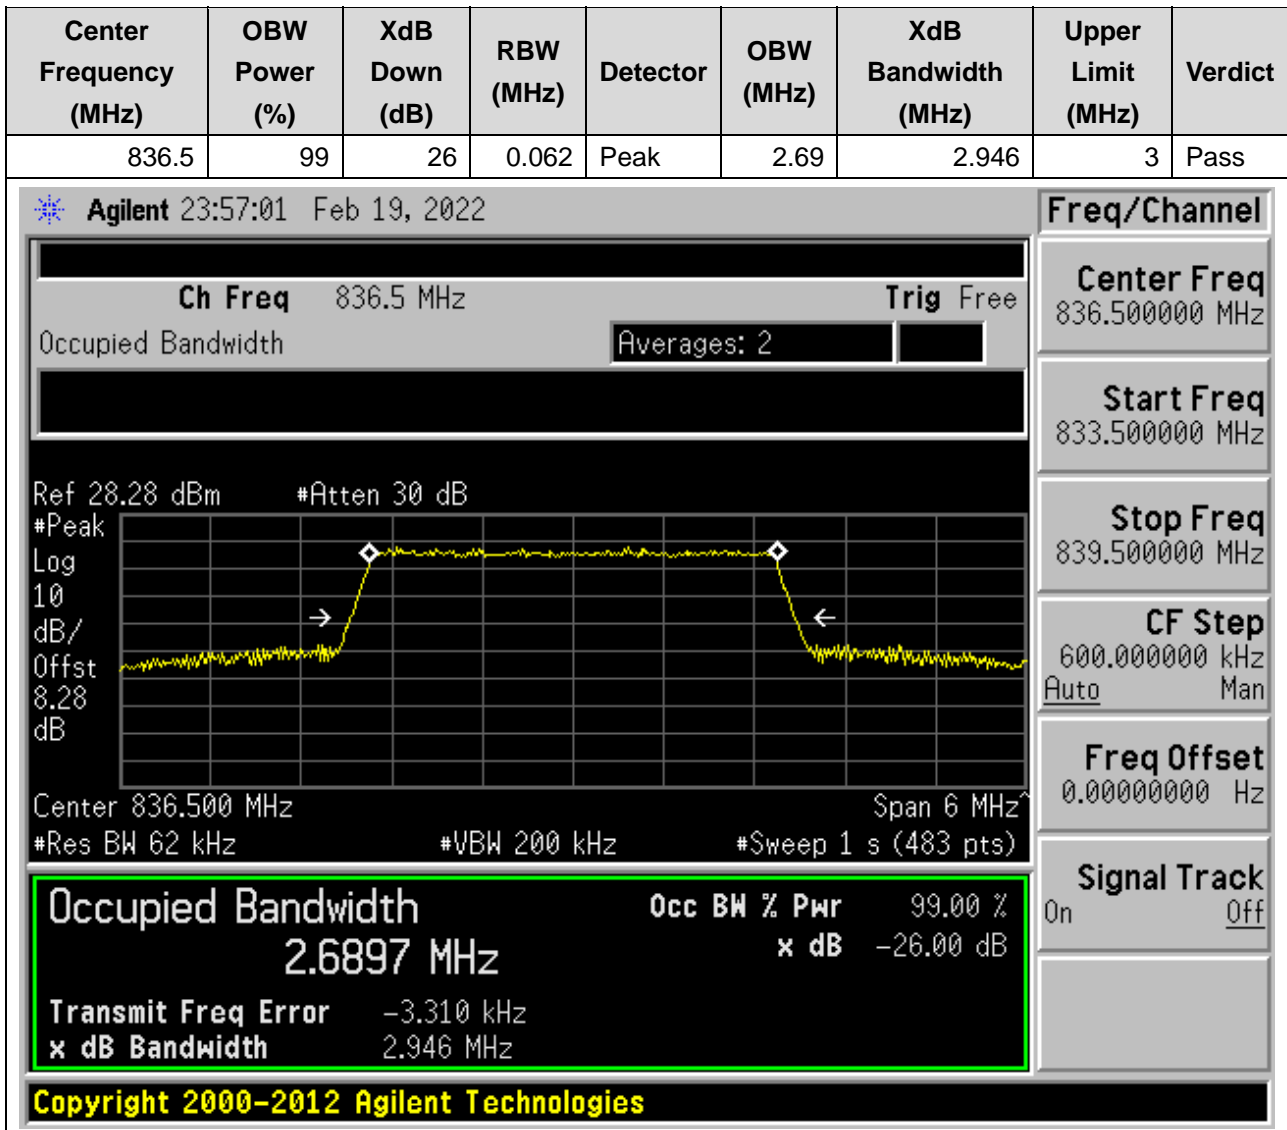 Center Frequency (MHz) OBW Power (%) XdB Down (dB) RBW (MHz) Detector OBW (MHz) XdB Bandwidth (MHz) Upper Limit (MHz) Verdict
836.5 99 26 0.062 Peak 2.69 2.946 3 Pass
Agilent 23:57:01 Feb 19, 2022
Freq/Channel
Ch Freq 836.5 MHz Trig Free
Occupied Bandwidth Averages: 2
Ref 28.28 dBm #Atten 30 dB
#Peak
Log
10
dB/
Offst
8.28
dB
Center 836.500 MHz Span 6 MHz^
#Res BW 62 kHz #VBW 200 kHz #Sweep 1 s (483 pts)
Occupied Bandwidth Occ BW % Pwr 99.00 %
2.6897 MHz x dB -26.00 dB
Transmit Freq Error -3.310 kHz
x dB Bandwidth 2.946 MHz
Center Freq
836.500000 MHz
Start Freq
833.500000 MHz
Stop Freq
839.500000 MHz
CF Step
600.000000 kHz
Auto Man
Freq Offset
0.00000000 Hz
Signal Track
On Off
Copyright 2000-2012 Agilent Technologies